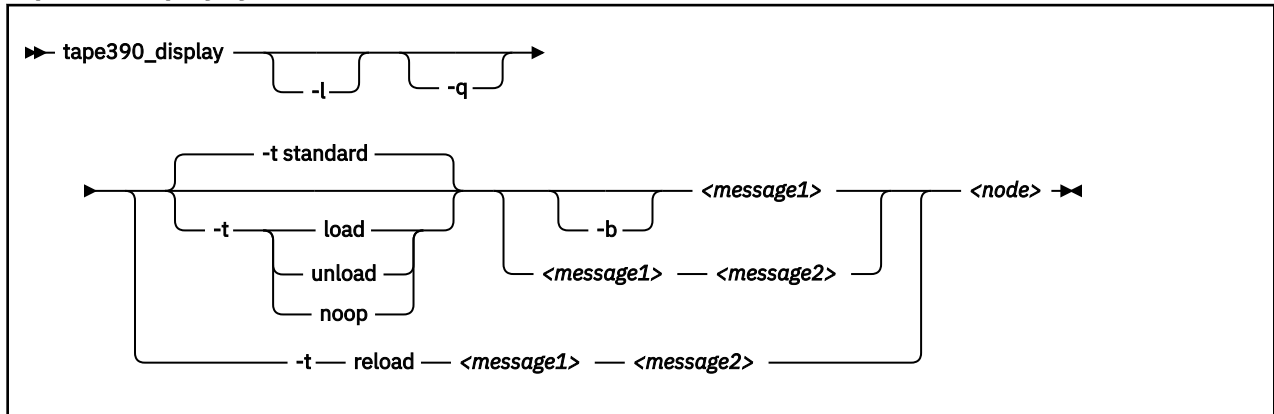 tape390_display
-l
-q
-t standard
<message1>
<node>
-t
load
-b
unload
<message1>
<message2>
noop
-t
reload
<message1>
<message2>